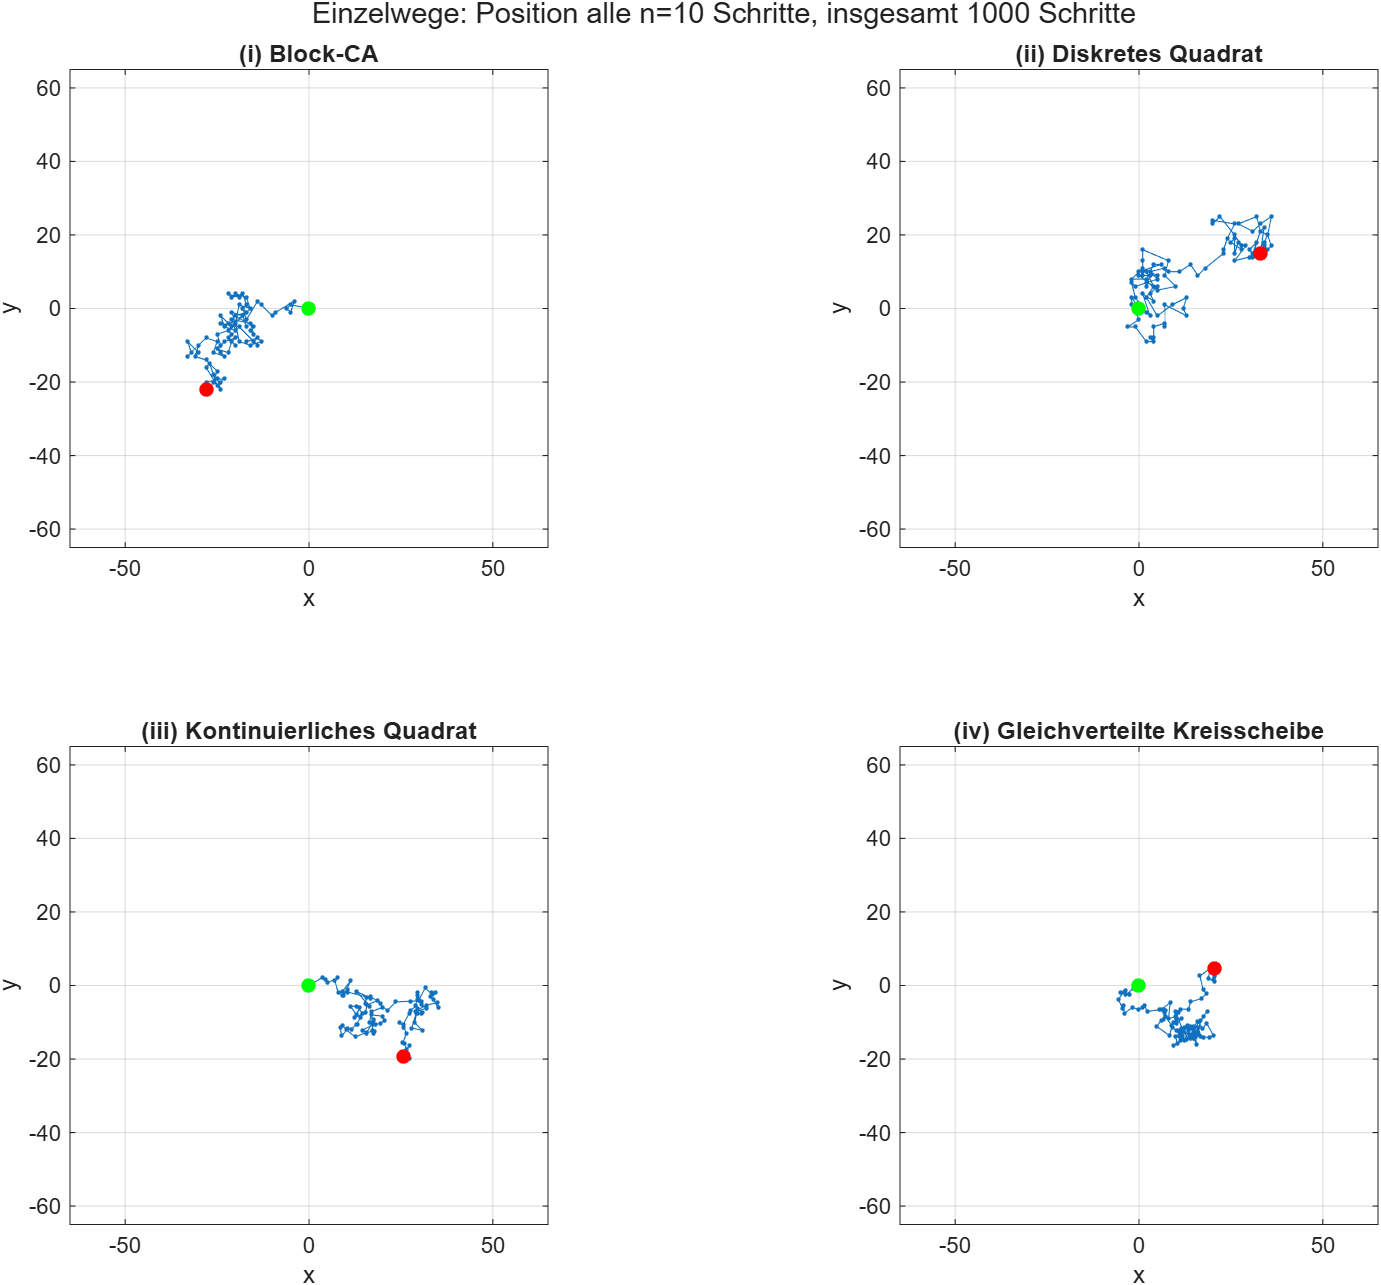 Einzelwege: Position alle n=10 Schritte, insgesamt 1000 Schritte
(i) Block-CA
60
40
20
0
-20
-40
-60
y
-50 0 50
x
(ii) Diskretes Quadrat
60
40
20
0
-20
-40
-60
y
-50 0 50
x
(iii) Kontinuierliches Quadrat
60
40
20
0
-20
-40
-60
y
-50 0 50
x
(iv) Gleichverteilte Kreisscheibe
60
40
20
0
-20
-40
-60
y
-50 0 50
x